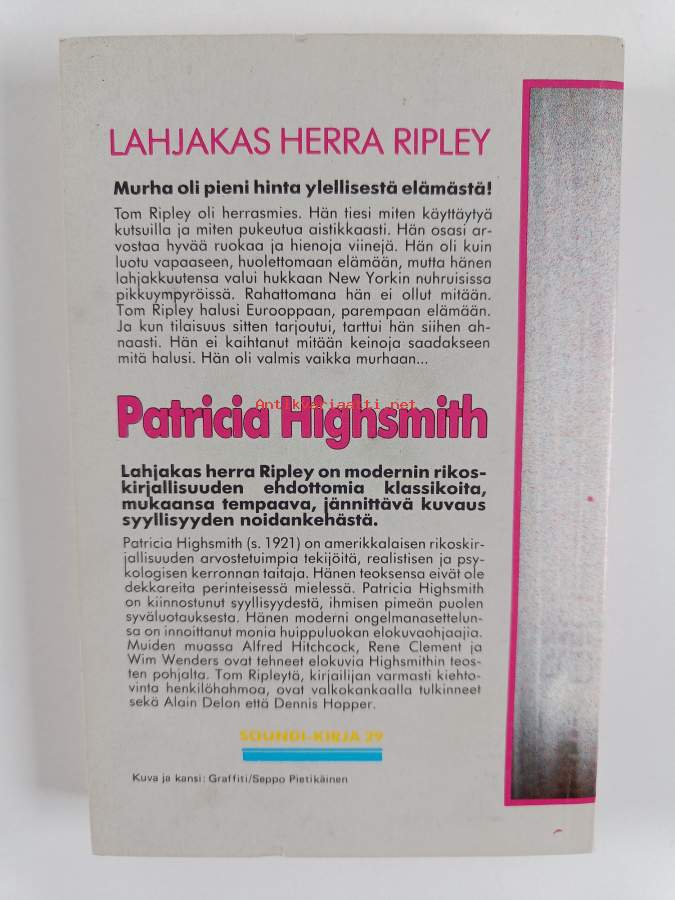 LAHJAKAS HERRA RIPLEY
Murha oli pieni hinta ylellisestä elämästä!
Tom Ripley oli herrasmies. Hän tiesi miten käyttäytyä
kutsuilla ja miten pukeutua aistikkaasti. Hän osasi ar-
vostaa hyvää ruokaa ja hienoja viinejä. Hän oli kuin
luotu vapaaseen, huolettomaan elämään, mutta hänen
lahjakkuutensa valui hukkaan New Yorkin nuhruisissa
pikkuympyröissä. Rahattomana hän ei ollut mitään.
Tom Ripley halusi Eurooppaan, parempaan elämään.
Ja kun tilaisuus sitten tarjoutui, tarttui hän siihen ah-
naasti. Hän ei kaihtanut mitään keinoja saadakseen
mitä halusi. Hän oli valmis vaikka murhaan...
Antikvariaatti.net
Patricia Highsmith
Lahjakas herra Ripley on modernin rikos-
kirjallisuuden ehdottomia klassikoita,
mukaansa tempaava, jännittävä kuvaus
syyllisyyden noidankehästä.
Patricia Highsmith (s. 1921) on amerikkalaisen rikoskir-
jallisuuden arvostetuimpia tekijöitä, realistisen ja psy-
kologisen kerronnan taitaja. Hänen teoksensa eivät ole
dekkareita perinteisessä mielessä. Patricia Highsmith
on kiinnostunut syyllisyydestä, ihmisen pimeän puolen
syväluotauksesta. Hänen moderni ongelmanasettelun-
sa on innoittanut monia huippuluokan elokuvaohjaajia.
Muiden muassa Alfred Hitchcock, Rene Clement ja
Wim Wenders ovat tehneet elokuvia Highsmithin teos-
ten pohjalta. Tom Ripleytä, kirjailijan varmasti kiehto-
vinta henkilöhahmoa, ovat valkokankaalla tulkinneet
sekä Alain Delon että Dennis Hopper.
SOUNDI-KIRJA 29
Kuva ja kansi: Graffiti/Seppo Pietikäinen